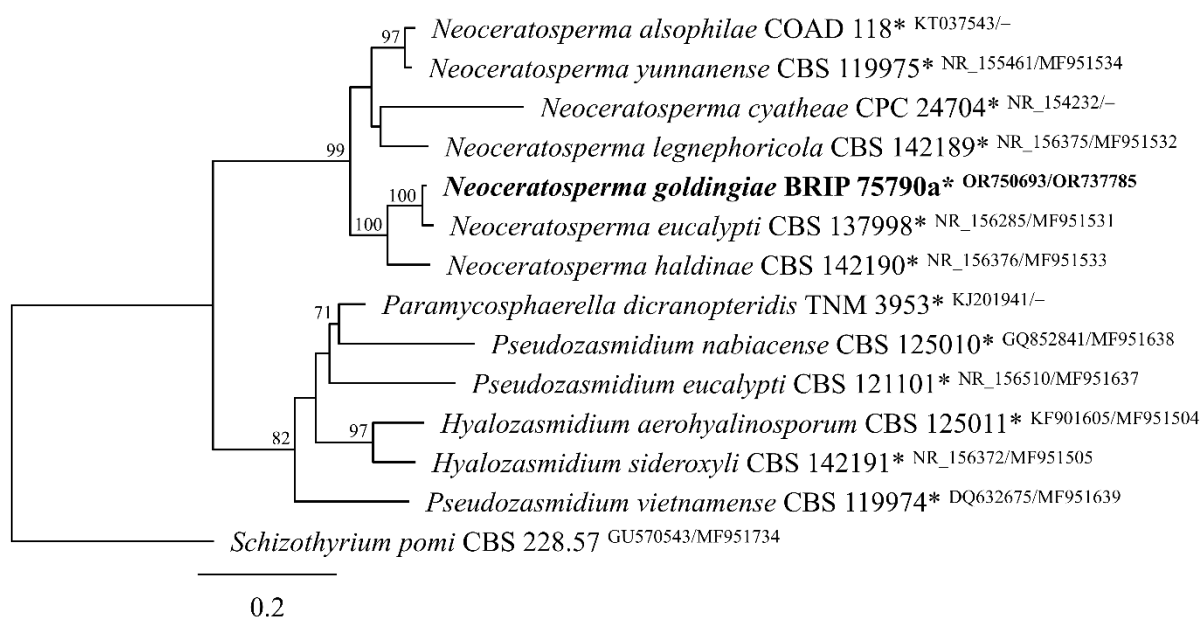 97
Neoceratosperma alsophilae COAD 118* KT037543/–
Neoceratosperma yunnanense CBS 119975* NR_155461/MF951534
Neoceratosperma cyatheae CPC 24704* NR_154232/–
99
Neoceratosperma legnephoricola CBS 142189* NR_156375/MF951532
100
Neoceratosperma goldingiae BRIP 75790a* OR750693/OR737785
100
Neoceratosperma eucalypti CBS 137998* NR_156285/MF951531
Neoceratosperma haldinae CBS 142190* NR_156376/MF951533
71
Paramycosphaerella dicranopteridis TNM 3953* KJ201941/–
Pseudozasmidium nabiacense CBS 125010* GQ852841/MF951638
Pseudozasmidium eucalypti CBS 121101* NR_156510/MF951637
97
Hyalozasmidium aerohyalinosporum CBS 125011* KF901605/MF951504
82
Hyalozasmidium sideroxyli CBS 142191* NR_156372/MF951505
Pseudozasmidium vietnamense CBS 119974* DQ632675/MF951639
Schizothyrium pomi CBS 228.57 GU570543/MF951734
0.2